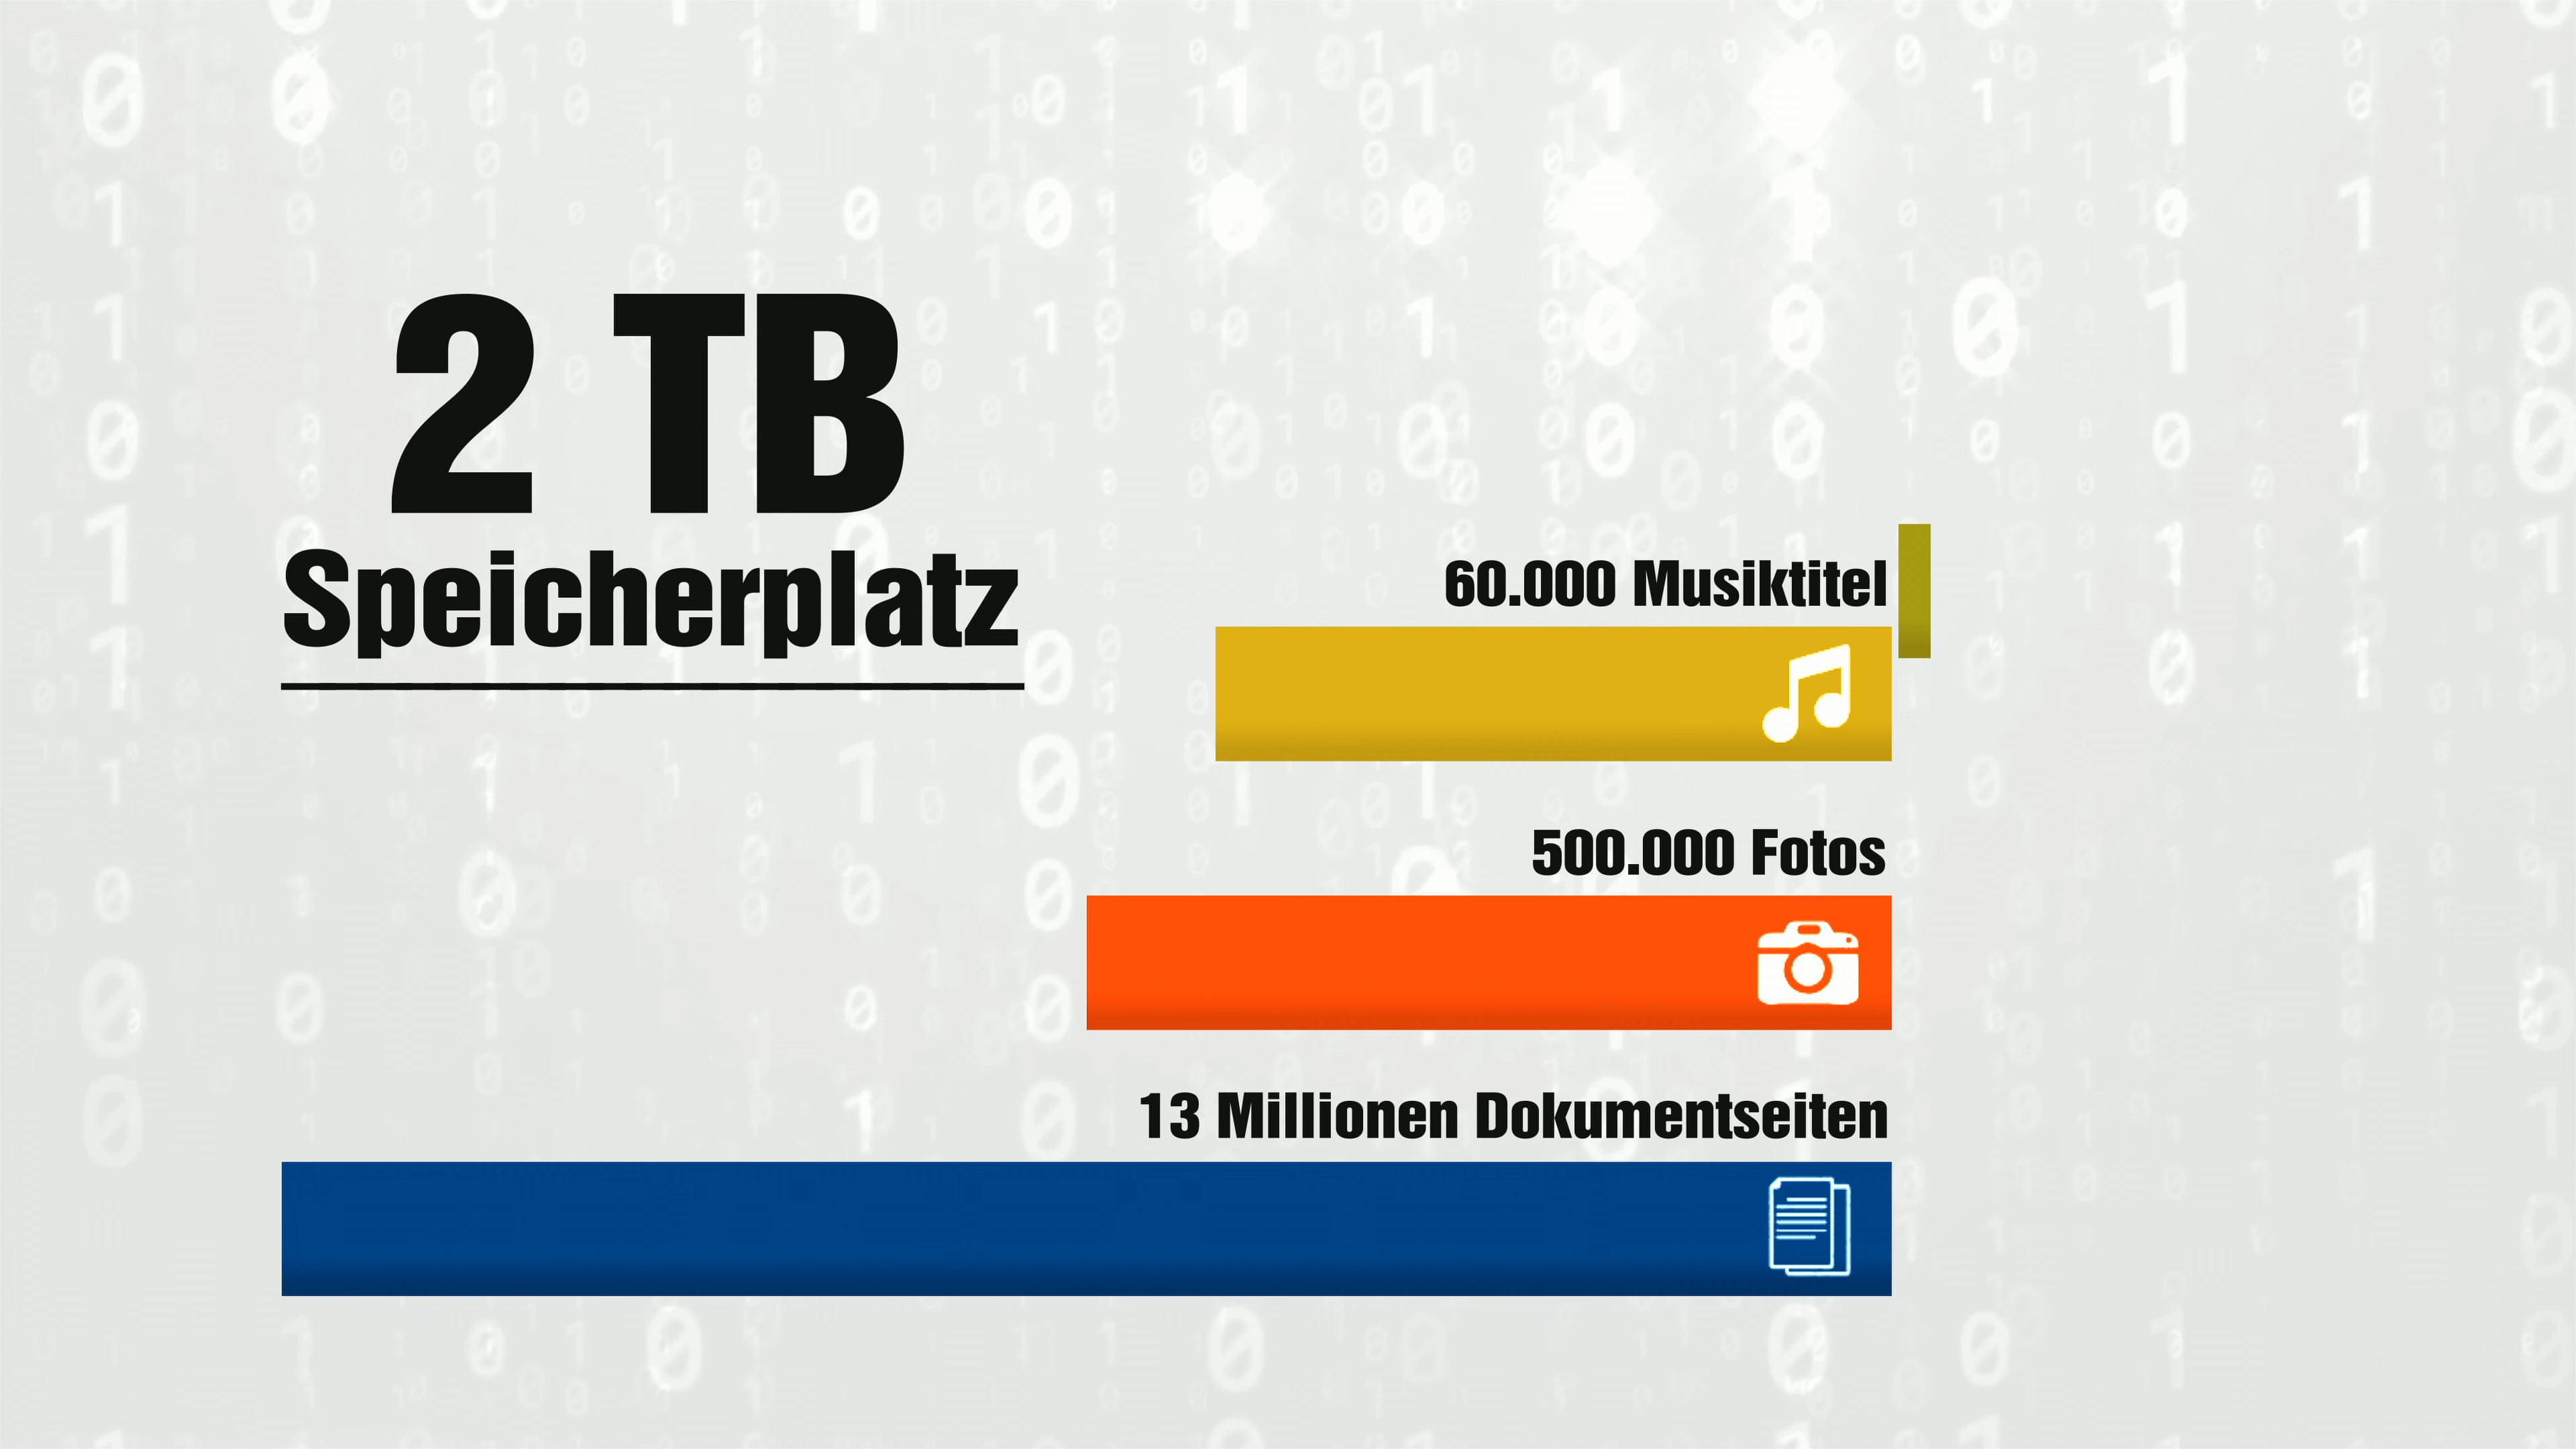 2 TB
Speicherplatz
60.000 Musiktitel
500.000 Fotos
13 Millionen Dokumentseiten